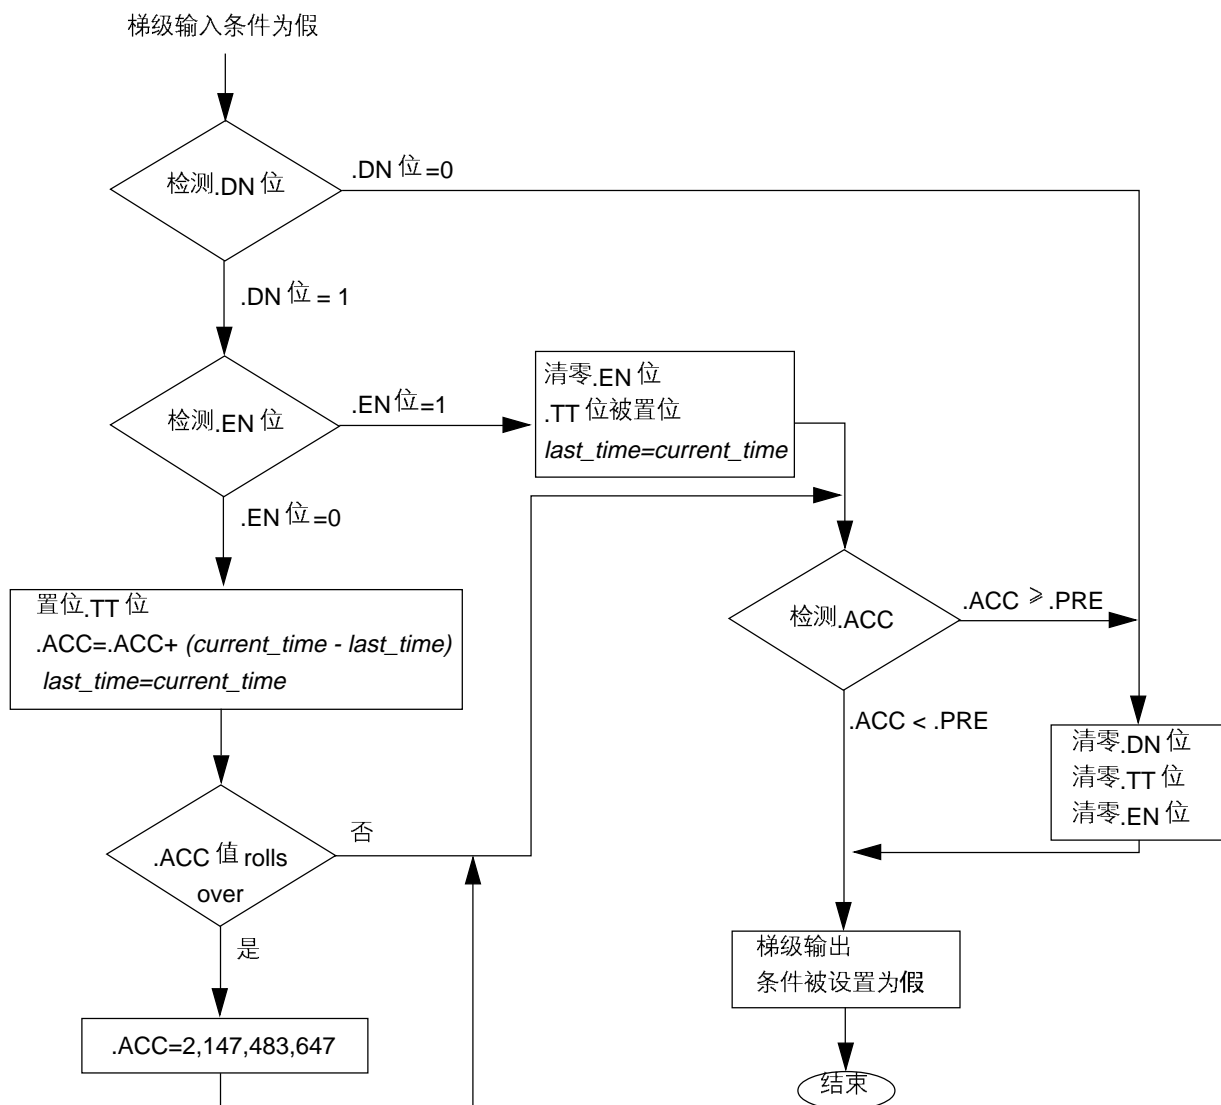 梯级输入条件为假
检测.DN 位
.DN 位=0
.DN 位 = 1
检测.EN 位
.EN位=1
清零.EN 位
.TT 位被置位
last_time=current_time
.EN 位=0
置位.TT 位
.ACC=.ACC+ (current_time - last_time)
last_time=current_time
检测.ACC
.ACC ⩾ .PRE
.ACC < .PRE
清零.DN 位
清零.TT 位
清零.EN 位
.ACC 值 rolls
over
否
是
.ACC=2,147,483,647
梯级输出
条件被设置为假
结束